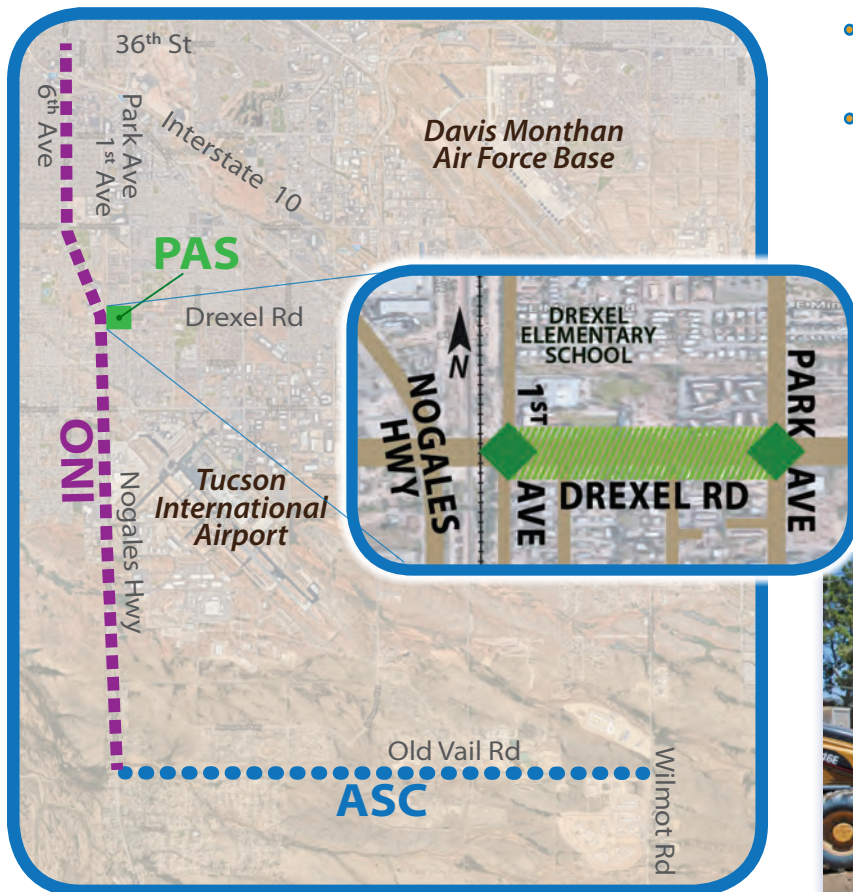 36th St
6th Ave
Park Ave
1st Ave
Interstate 10
Davis Monthan
Air Force Base
PAS
Drexel Rd
ONI
Nogales Hwy
Tucson
International
Airport
Old Vail Rd
ASC
Wilmot Rd
DREXEL
ELEMENTARY
SCHOOL
N
NOGALES
HWY
1ST
AVE
DREXEL RD
PARK
AVE